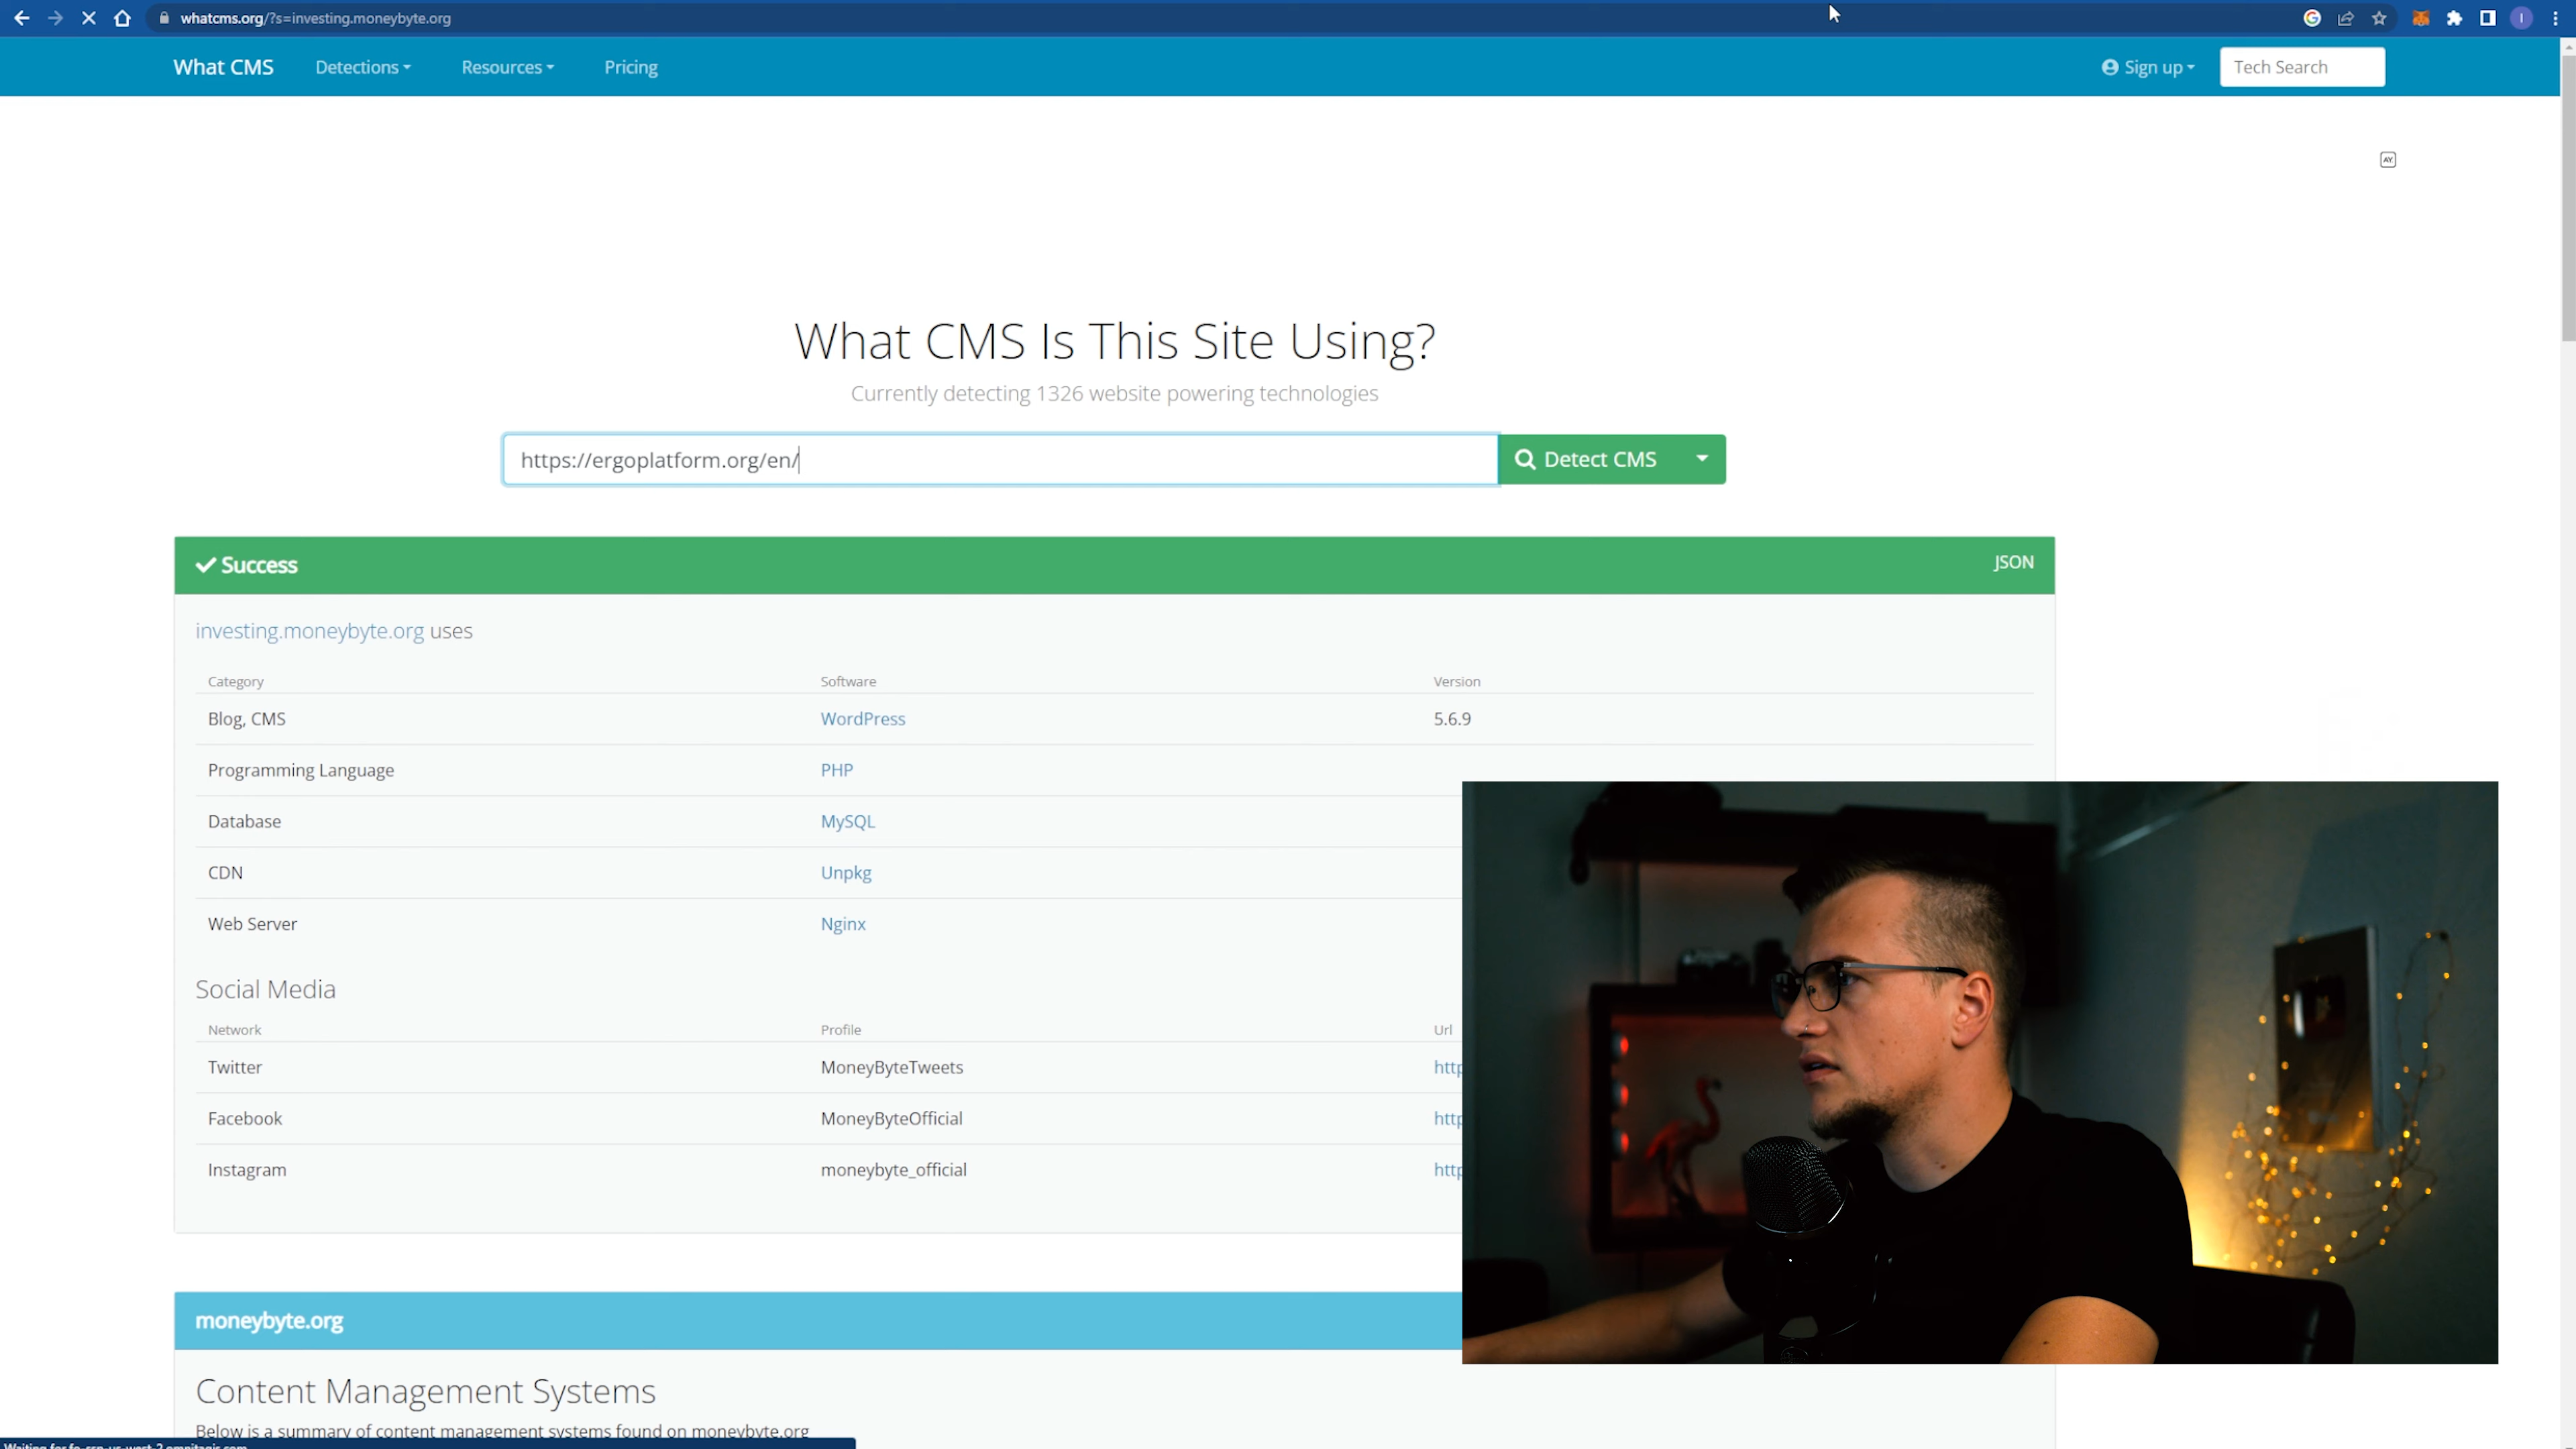 whatcms.org/?s=investing.moneybyte.org
What CMS Detections Resources Pricing Sign up Tech Search
AY
What CMS Is This Site Using?
Currently detecting 1326 website powering technologies
https://ergoplatform.org/en/ Detect CMS
Success JSON
investing.moneybyte.org uses
Category Software Version
Blog, CMS WordPress 5.6.9
Programming Language PHP
Database MySQL
CDN Unpkg
Web Server Nginx
Social Media
Network Profile Url
Twitter MoneyByteTweets http
Facebook MoneyByteOfficial http
Instagram moneybyte_official http
moneybyte.org
Content Management Systems
Below is a summary of content management systems found on moneybyte.org